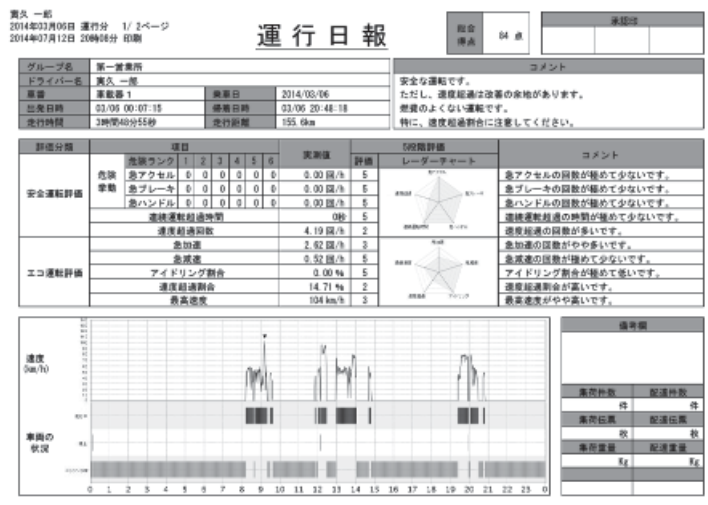 寛久 一郎
2014年03月06日 運行分 1/ 2ページ
2014年07月12日 20時06分 印刷
運行日報
総合得点 84 点
承認印
グループ名 第一営業所
ドライバー名 寛久 一郎
車番 車載器1 乗車日 2014/03/06
出発日時 03/06 00:07:15 帰着日時 03/06 20:48:18
走行時間 3時間48分55秒 走行距離 155.6km
コメント
安全な運転です。
ただし、速度超過は改善の余地があります。
燃費のよくない運転です。
特に、速度超過割合に注意してください。
評価分類 項目 実測値 5段階評価 コメント
危険ランク 1 2 3 4 5 6 評価 レーダーチャート
安全運転評価 危険挙動
急アクセル 0 0 0 0 0 0 0.00 回/h 5 急アクセルの回数が極めて少ないです。
急ブレーキ 0 0 0 0 0 0 0.00 回/h 5 急ブレーキの回数が極めて少ないです。
急ハンドル 0 0 0 0 0 0 0.00 回/h 5 急ハンドルの回数が極めて少ないです。
連続運転超過時間 0秒 5 連続運転超過の時間が極めて少ないです。
速度超過回数 4.19 回/h 2 速度超過の回数が多いです。
エコ運転評価
急加速 2.62 回/h 3 急加速の回数がやや多いです。
急減速 0.52 回/h 5 急減速の回数が極めて少ないです。
アイドリング割合 0.00 % 5 アイドリング割合が極めて低いです。
速度超過割合 14.71 % 2 速度超過割合が高いです。
最高速度 104 km/h 3 最高速度がやや高いです。
速度
(km/h)
車両の
状況
0 1 2 3 4 5 6 7 8 9 10 11 12 13 14 15 16 17 18 19 20 21 22 23 0
備考欄
集荷件数 配達件数
件 件
集荷伝票 配達伝票
枚 枚
集荷重量 配達重量
Kg Kg